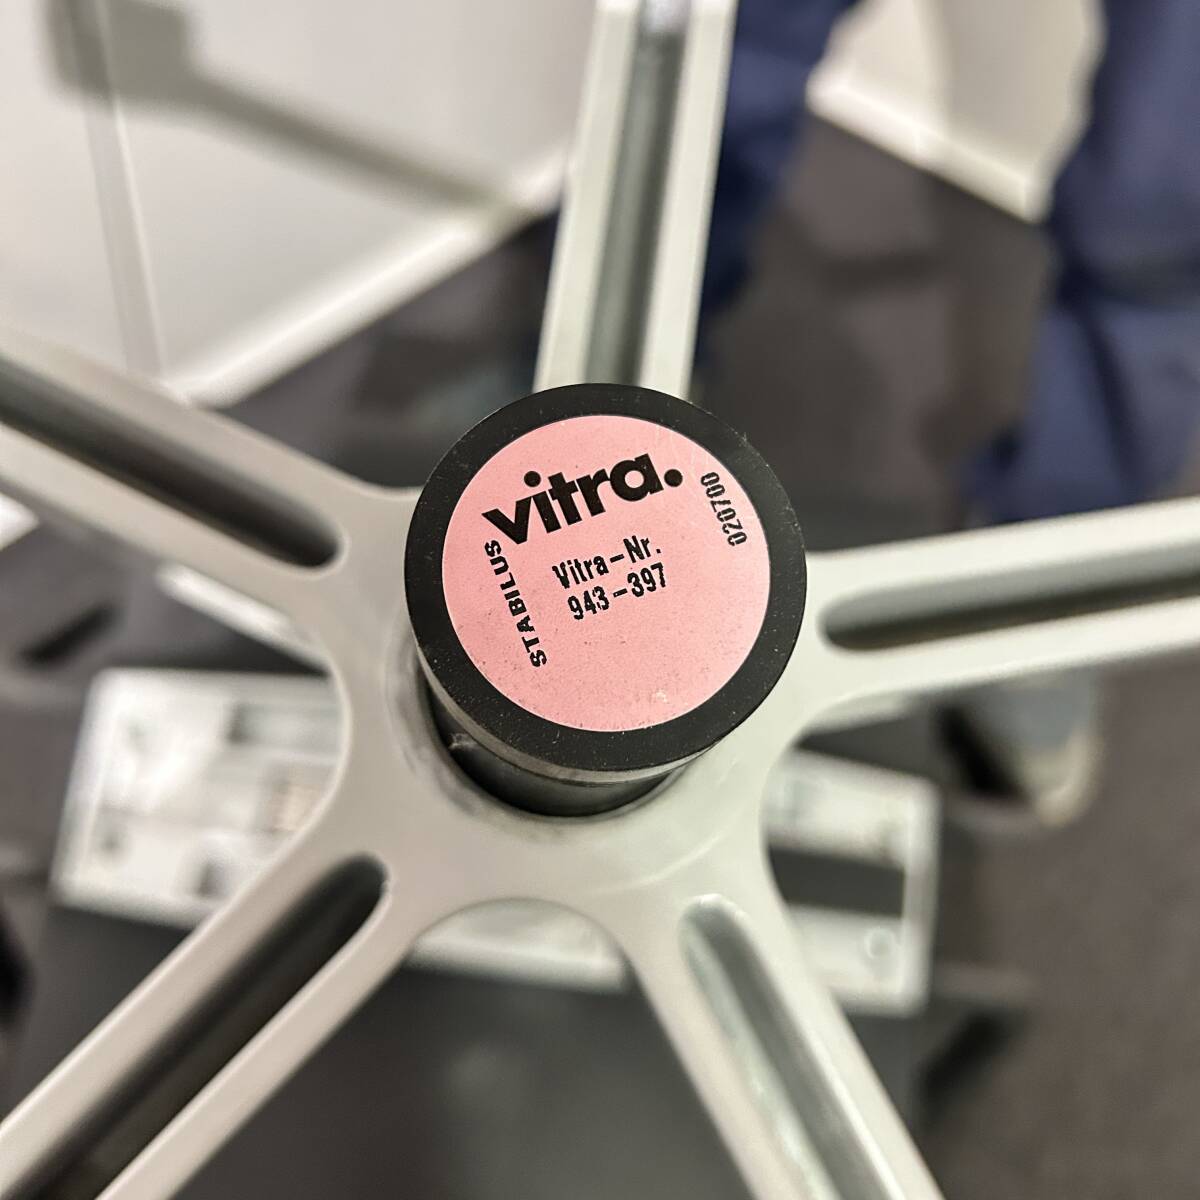 vitra.
Vitra-Nr.
943-397
STABILUS
020700